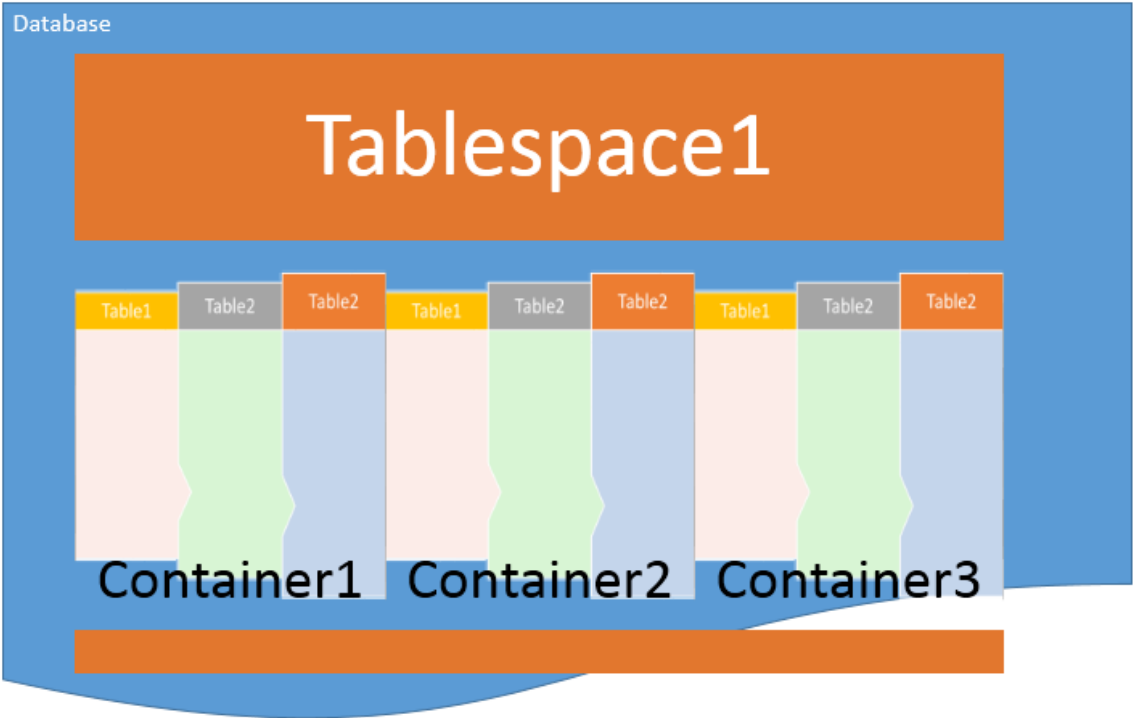 Database
Tablespace1
Table1 Table2 Table2 Table1 Table2 Table2 Table1 Table2 Table2
Container1 Container2 Container3